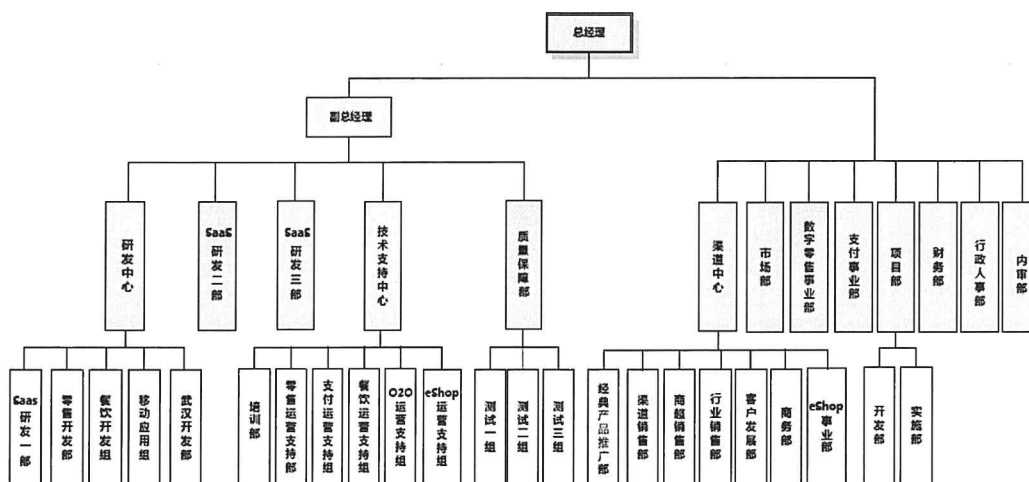 总经理
副总经理
研发中心
SaaS研发二部
SaaS研发三部
技术支持中心
质量保障部
渠道中心
市场部
数字零售事业部
支付事业部
项目部
财务部
行政人事部
内审部
Saas研发一部
零售开发部
餐饮开发组
移动应用组
武汉开发部
培训部
零售运营支持部
支付运营支持组
餐饮运营支持组
O2O运营支持组
eShop运营支持组
测试一组
测试二组
测试三组
经典产品推广部
渠道销售部
商超销售部
行业销售部
客户发展部
商务部
eShop事业部
开发部
实施部